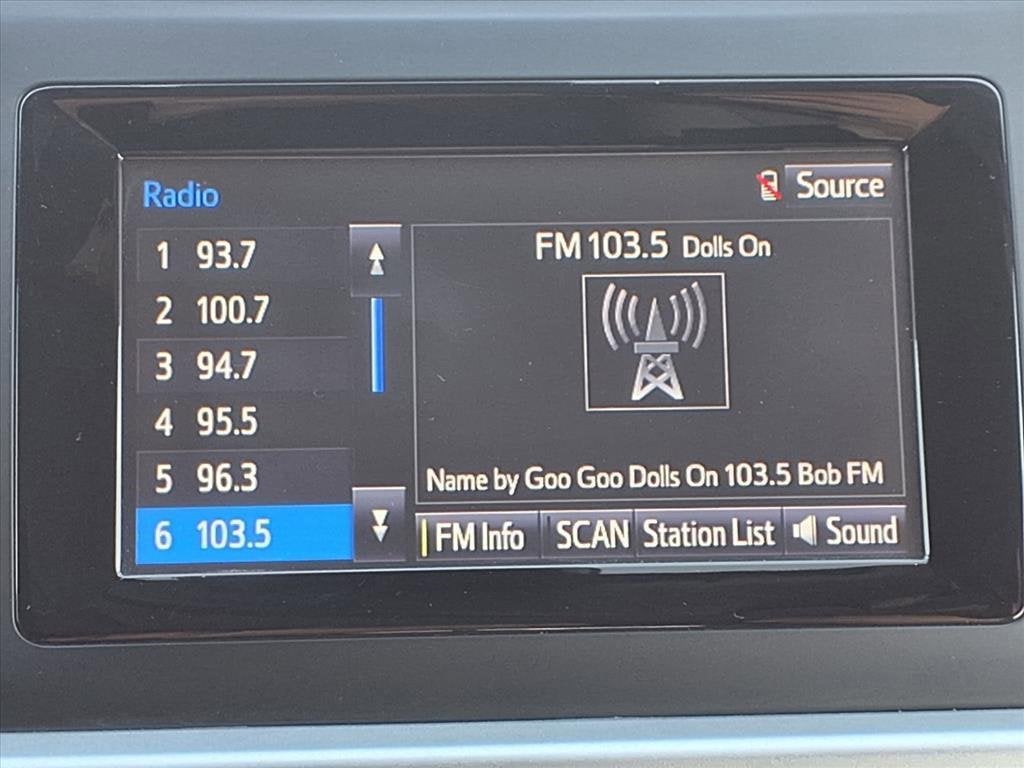 Radio
Source
1 93.7
2 100.7
3 94.7
4 95.5
5 96.3
6 103.5
FM 103.5 Dolls On
Name by Goo Goo Dolls On 103.5 Bob FM
FM Info SCAN Station List Sound